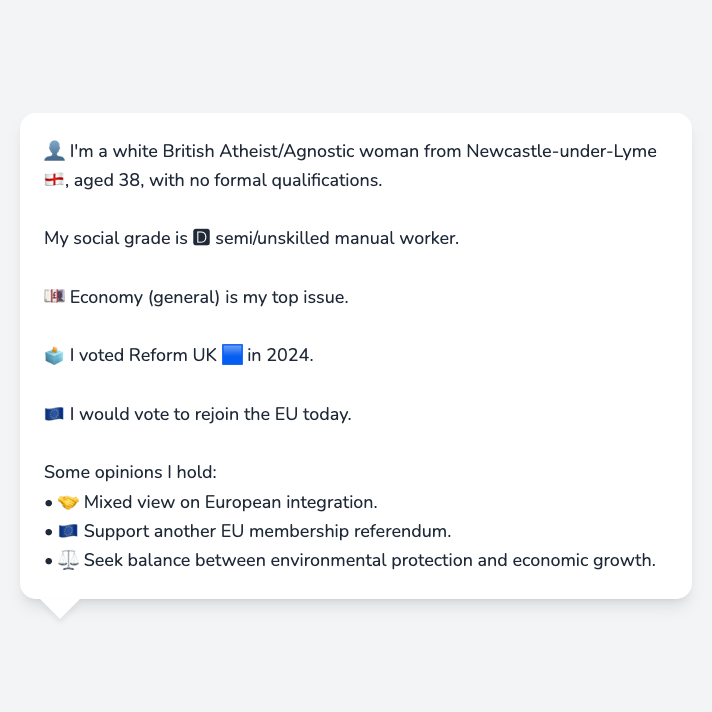 👤 I'm a white British Atheist/Agnostic woman from Newcastle-under-Lyme
🏴󠁧󠁢󠁥󠁮󠁧󠁿, aged 38, with no formal qualifications.
My social grade is 🅳 semi/unskilled manual worker.
💷 Economy (general) is my top issue.
🗳️ I voted Reform UK 🟦 in 2024.
🇪🇺 I would vote to rejoin the EU today.
Some opinions I hold:
• 🤝 Mixed view on European integration.
• 🇪🇺 Support another EU membership referendum.
• ⚖️ Seek balance between environmental protection and economic growth.